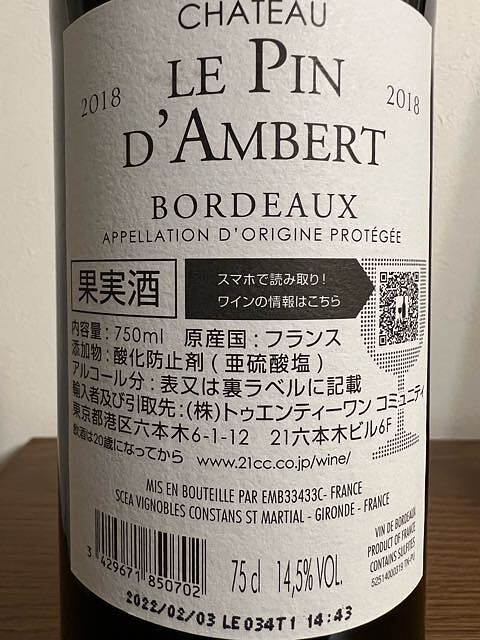 CHATEAU
LE PIN
2018
2018
D'AMBERT
BORDEAUX
APPELLATION D'ORIGINE PROTÉGÉE
果実酒
スマホで読み取り!
ワインの情報はこちら
内容量:750ml 原産国:フランス
添加物:酸化防止剤(亜硫酸塩)
アルコール分:表又は裏ラベルに記載
輸入者及び引取先:(株)トゥエンティーワン コミュニティ
東京都港区六本木6-1-12 21六本木ビル6F
飲酒は20歳になってから www.21cc.co.jp/wine/
MIS EN BOUTEILLE PAR EMB33433C- FRANCE
SCEA VIGNOBLES CONSTANS ST MARTIAL - GIRONDE - FRANCE
VIN DE BORDEAUX
PRODUCT OF FRANCE
CONTAINS SULFITES
3 429671 850702
75 cl 14,5% VOL.
2022/02/03 LE034T1 14:43